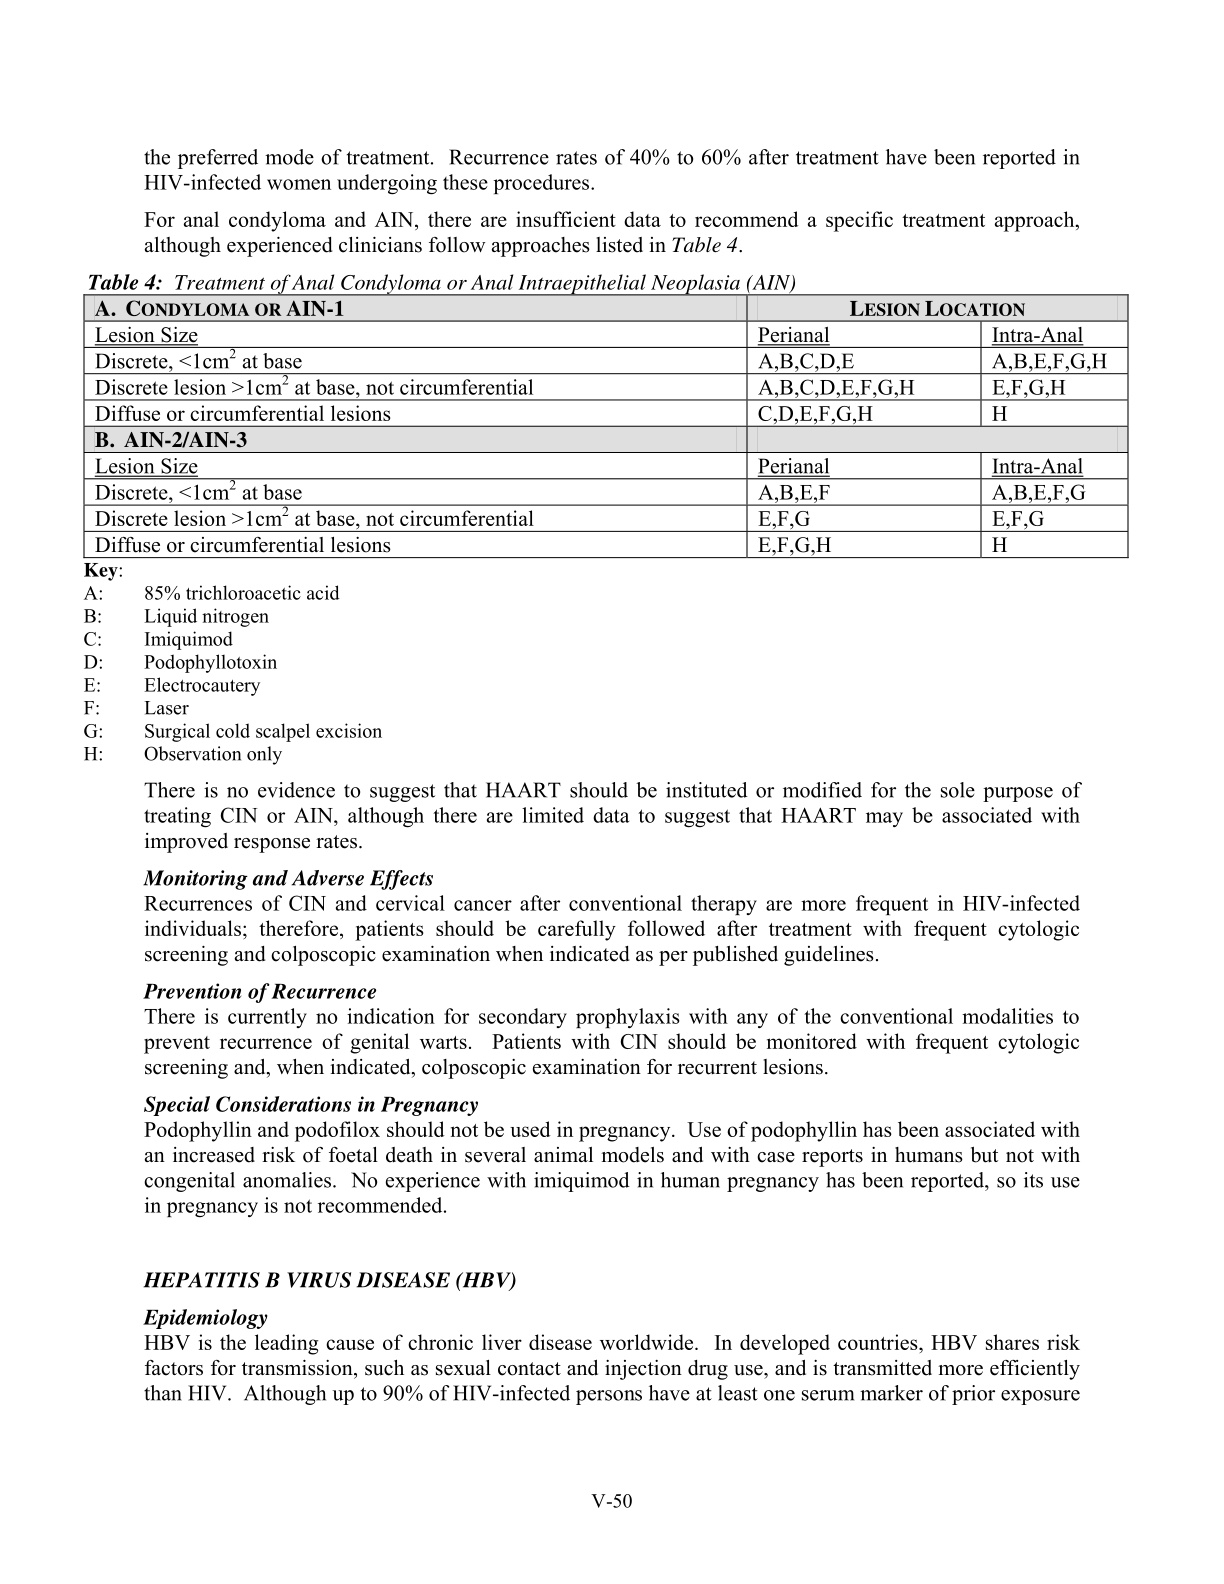 the preferred mode of treatment.  Recurrence rates of 40% to 60% after treatment have been reported in
HIV-infected women undergoing these procedures.
For anal condyloma and AIN, there are insufficient data to recommend a specific treatment approach,
although experienced clinicians follow approaches listed in Table 4.
Table 4:  Treatment of Anal Condyloma or Anal Intraepithelial Neoplasia (AIN)
A.  CONDYLOMA OR AIN-1 LESION LOCATION
Lesion Size Perianal Intra-Anal
Discrete, <1cm² at base A,B,C,D,E A,B,E,F,G,H
Discrete lesion >1cm² at base, not circumferential A,B,C,D,E,F,G,H E,F,G,H
Diffuse or circumferential lesions C,D,E,F,G,H H
B.  AIN-2/AIN-3
Lesion Size Perianal Intra-Anal
Discrete, <1cm² at base A,B,E,F A,B,E,F,G
Discrete lesion >1cm² at base, not circumferential E,F,G E,F,G
Diffuse or circumferential lesions E,F,G,H H
Key:
A: 85% trichloroacetic acid
B: Liquid nitrogen
C: Imiquimod
D: Podophyllotoxin
E: Electrocautery
F: Laser
G: Surgical cold scalpel excision
H: Observation only
There is no evidence to suggest that HAART should be instituted or modified for the sole purpose of
treating CIN or AIN, although there are limited data to suggest that HAART may be associated with
improved response rates.
Monitoring and Adverse Effects
Recurrences of CIN and cervical cancer after conventional therapy are more frequent in HIV-infected
individuals; therefore, patients should be carefully followed after treatment with frequent cytologic
screening and colposcopic examination when indicated as per published guidelines.
Prevention of Recurrence
There is currently no indication for secondary prophylaxis with any of the conventional modalities to
prevent recurrence of genital warts.  Patients with CIN should be monitored with frequent cytologic
screening and, when indicated, colposcopic examination for recurrent lesions.
Special Considerations in Pregnancy
Podophyllin and podofilox should not be used in pregnancy.  Use of podophyllin has been associated with
an increased risk of foetal death in several animal models and with case reports in humans but not with
congenital anomalies.  No experience with imiquimod in human pregnancy has been reported, so its use
in pregnancy is not recommended.
HEPATITIS B VIRUS DISEASE (HBV)
Epidemiology
HBV is the leading cause of chronic liver disease worldwide.  In developed countries, HBV shares risk
factors for transmission, such as sexual contact and injection drug use, and is transmitted more efficiently
than HIV.  Although up to 90% of HIV-infected persons have at least one serum marker of prior exposure
V-50